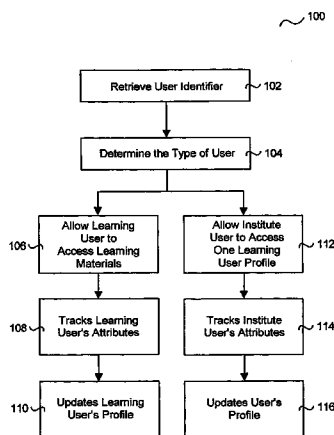 100
Retrieve User Identifier
102
Determine the Type of User
104
Allow Learning
User to
Access Learning
Materials
106
Allow Institute
User to Access
One Learning
User Profile
112
Tracks Learning
User's Attributes
108
Tracks Institute
User's Attributes
114
Updates Learning
User's Profile
110
Updates User's
Profile
116